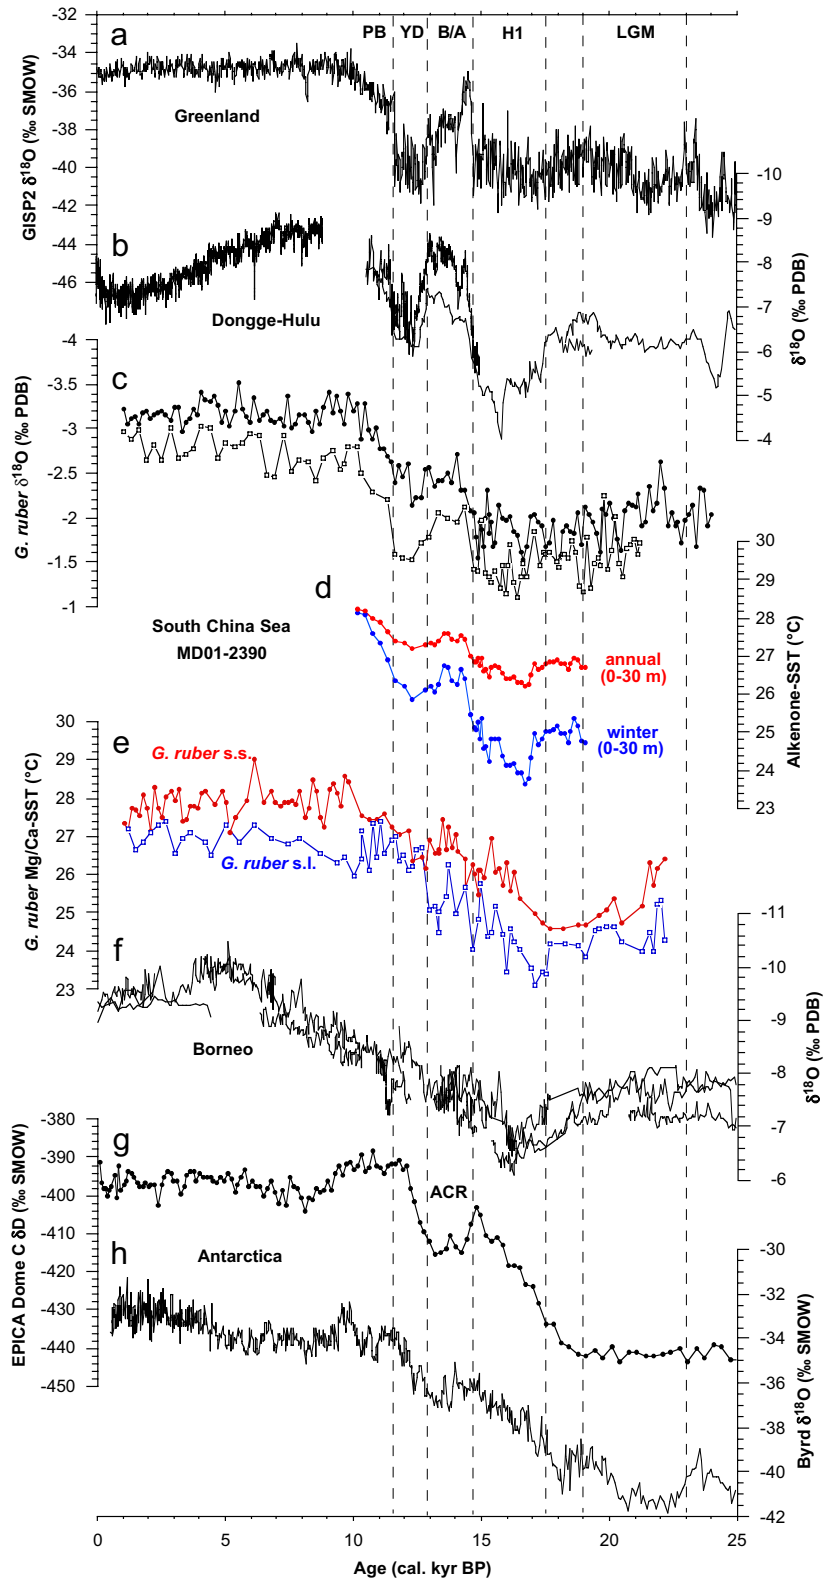 -32
PB YD B/A H1 LGM
a
-34
-36
-38
-40
-42
-44
-46
GISP2 δ18O (‰ SMOW)
Greenland
-10
-9
-8
-7
-6
-5
-4
δ18O (‰ PDB)
b
Dongge-Hulu
-4
-3.5
-3
-2.5
-2
-1.5
-1
G. ruber δ18O (‰ PDB)
c
30
29
28
27
26
25
24
23
Alkenone-SST (°C)
d
South China Sea
MD01-2390
annual
(0-30 m)
winter
(0-30 m)
30
29
28
27
26
25
24
23
G. ruber Mg/Ca-SST (°C)
e
G. ruber s.s.
G. ruber s.l.
-11
-10
-9
-8
-7
-6
δ18O (‰ PDB)
f
Borneo
-380
-390
-400
-410
-420
-430
-440
-450
EPICA Dome C δD (‰ SMOW)
g
ACR
h
Antarctica
-30
-32
-34
-36
-38
-40
-42
Byrd δ18O (‰ SMOW)
0 5 10 15 20 25
Age (cal. kyr BP)